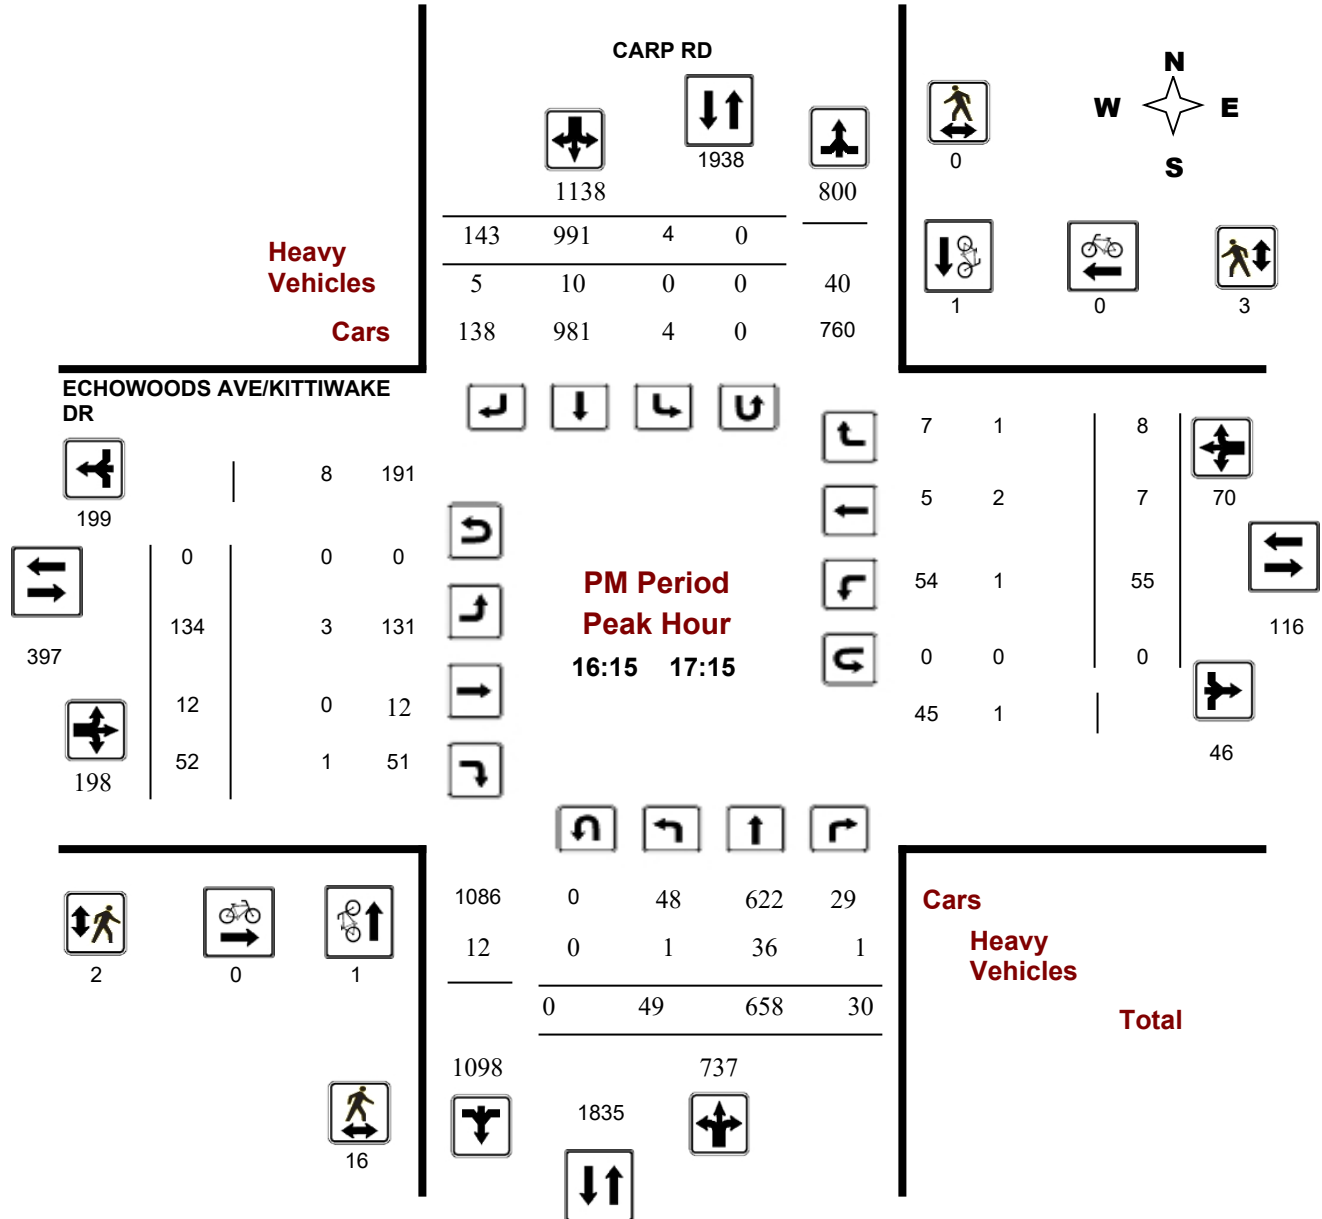 CARP RD
N
W E
S
1938
0
1138 800
143 991 4 0
Heavy
Vehicles
5 10 0 0 40
1 0 3
Cars
138 981 4 0 760
ECHOWOODS AVE/KITTIWAKE
DR
7 1 8
8 191
199
5 2 7 70
0 0 0
PM Period
54 1 55
134 3 131
Peak Hour
116
397
16:15 17:15
0 0 0
12 0 12
45 1
198
52 1 51
46
1086 0 48 622 29
Cars
12 0 1 36 1
Heavy
Vehicles
2 0 1
0 49 658 30
Total
1098 737
1835
16